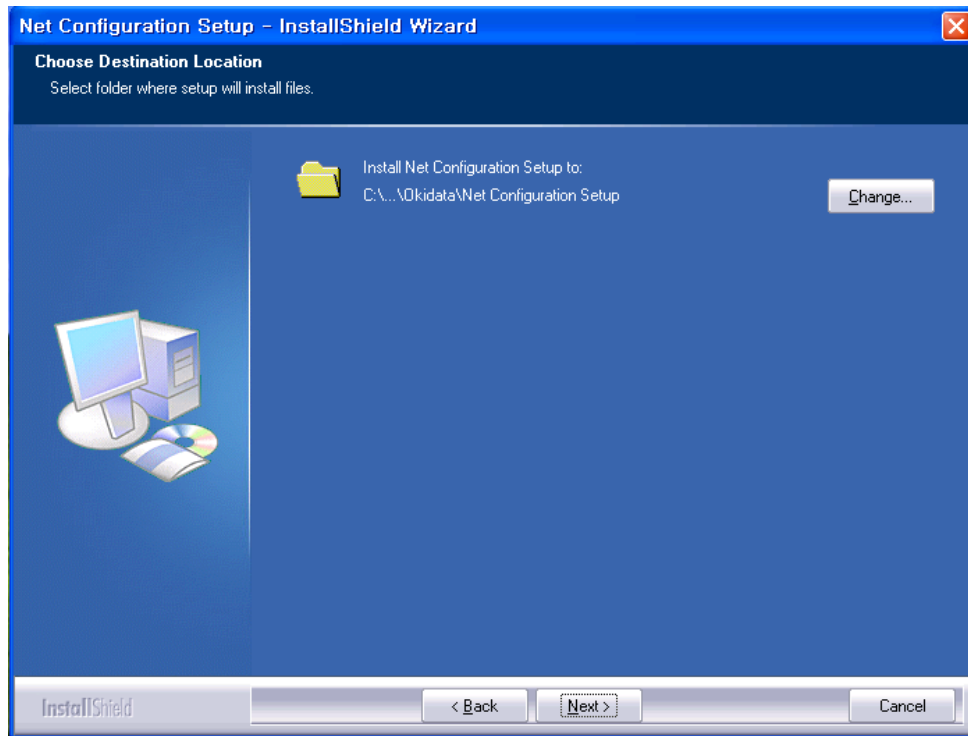 Net Configuration Setup - InstallShield Wizard
Choose Destination Location
Select folder where setup will install files.
Install Net Configuration Setup to:
C:\...\Okidata\Net Configuration Setup
Change...
InstallShield
< Back
Next >
Cancel